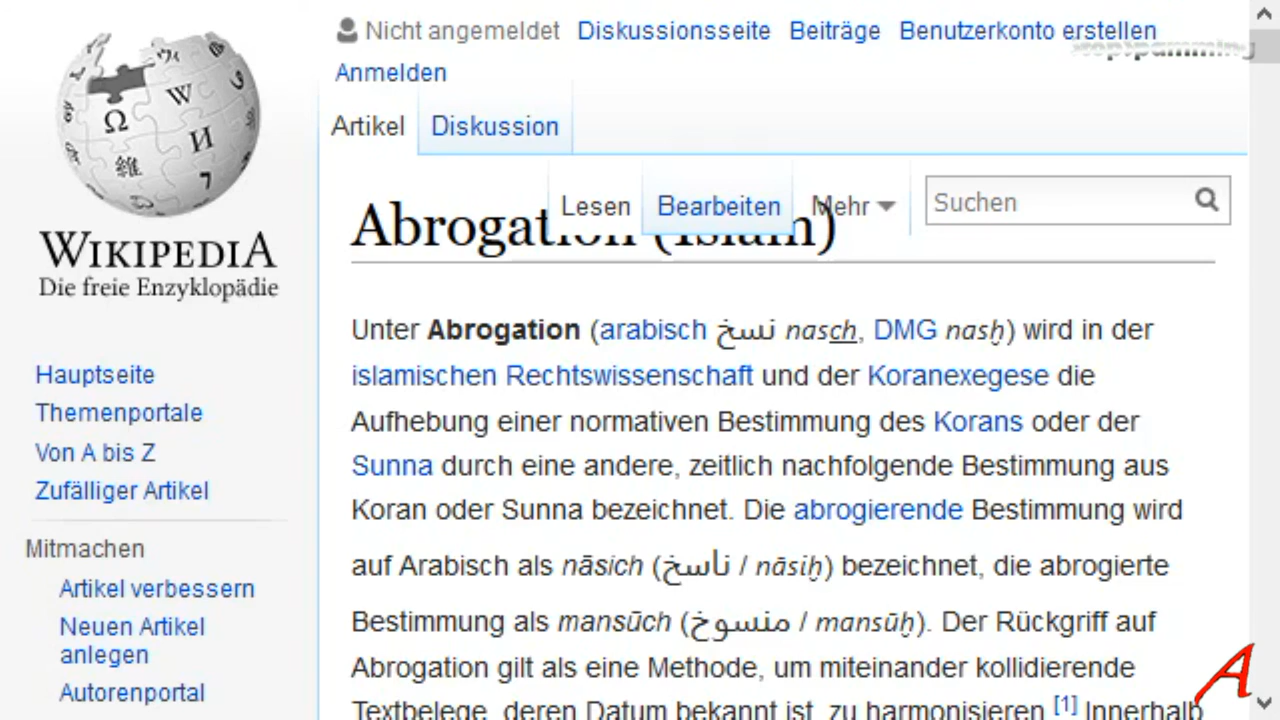 Nicht angemeldet Diskussionsseite Beiträge Benutzerkonto erstellen
Anmelden
Artikel Diskussion
Lesen Bearbeiten Mehr Suchen
Abrogation (Islam)
WIKIPEDIA
Die freie Enzyklopädie
Hauptseite
Themenportale
Von A bis Z
Zufälliger Artikel
Mitmachen
Artikel verbessern
Neuen Artikel
anlegen
Autorenportal
Unter Abrogation (arabisch نسخ nasch, DMG nasḫ) wird in der
islamischen Rechtswissenschaft und der Koranexegese die
Aufhebung einer normativen Bestimmung des Korans oder der
Sunna durch eine andere, zeitlich nachfolgende Bestimmung aus
Koran oder Sunna bezeichnet. Die abrogierende Bestimmung wird
auf Arabisch als nāsich (ناسخ / nāsiḫ) bezeichnet, die abrogierte
Bestimmung als mansūch (منسوخ / mansūḫ). Der Rückgriff auf
Abrogation gilt als eine Methode, um miteinander kollidierende
Textbelege, deren Datum bekannt ist, zu harmonisieren.[1] Innerhalb
A